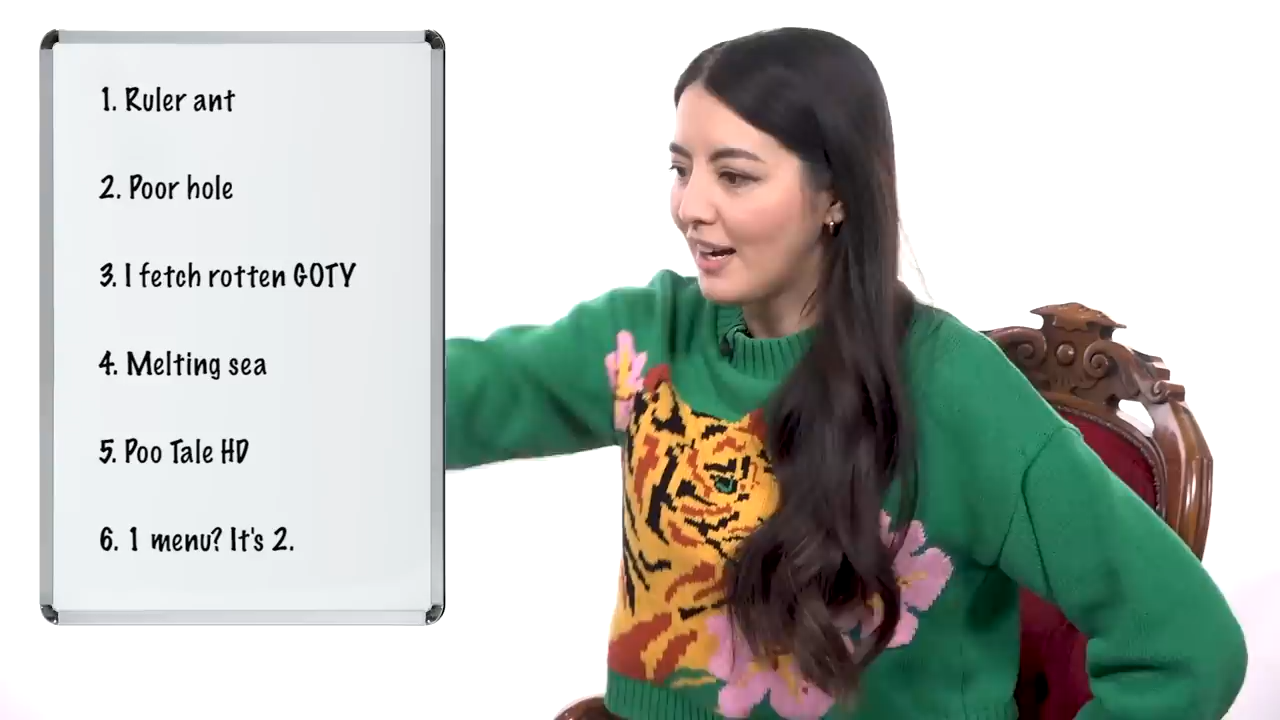 1. Ruler ant
2. Poor hole
3. I fetch rotten GOTY
4. Melting sea
5. Poo Tale HD
6. 1 menu? It's 2.